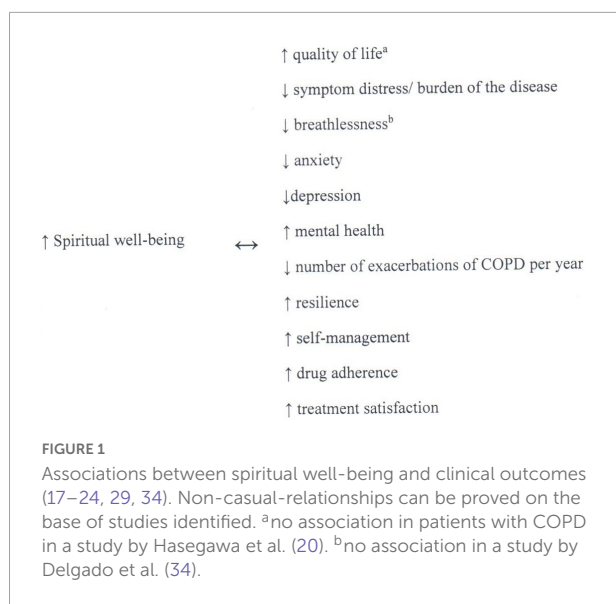 ↑ quality of lifeᵃ
↓ symptom distress/ burden of the disease
↓ breathlessnessᵇ
↓ anxiety
↓depression
↑ Spiritual well-being ↔ ↑ mental health
↓ number of exacerbations of COPD per year
↑ resilience
↑ self-management
↑ drug adherence
↑ treatment satisfaction
FIGURE 1
Associations between spiritual well-being and clinical outcomes
(17–24, 29, 34). Non-casual-relationships can be proved on the
base of studies identified. ᵃno association in patients with COPD
in a study by Hasegawa et al. (20). ᵇno association in a study by
Delgado et al. (34).